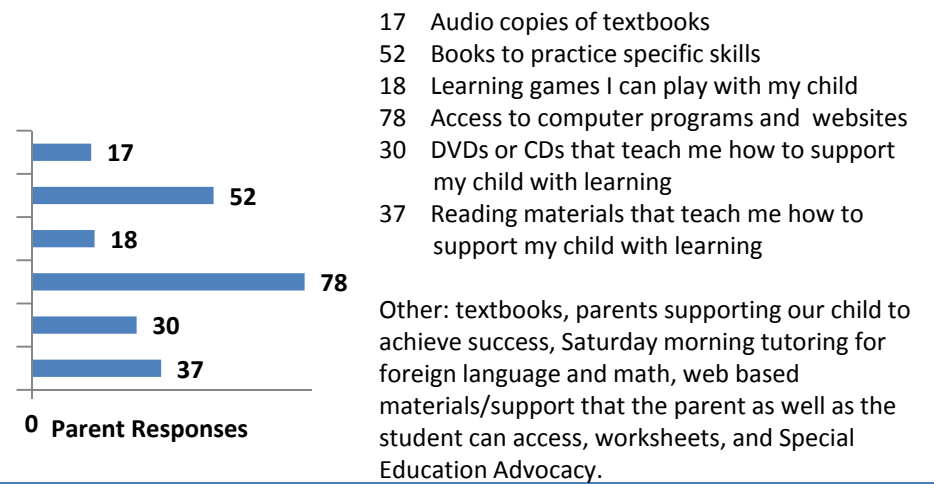 17
52
18
78
30
37
0 Parent Responses
17 Audio copies of textbooks
52 Books to practice specific skills
18 Learning games I can play with my child
78 Access to computer programs and websites
30 DVDs or CDs that teach me how to support
my child with learning
37 Reading materials that teach me how to
support my child with learning
Other: textbooks, parents supporting our child to
achieve success, Saturday morning tutoring for
foreign language and math, web based
materials/support that the parent as well as the
student can access, worksheets, and Special
Education Advocacy.